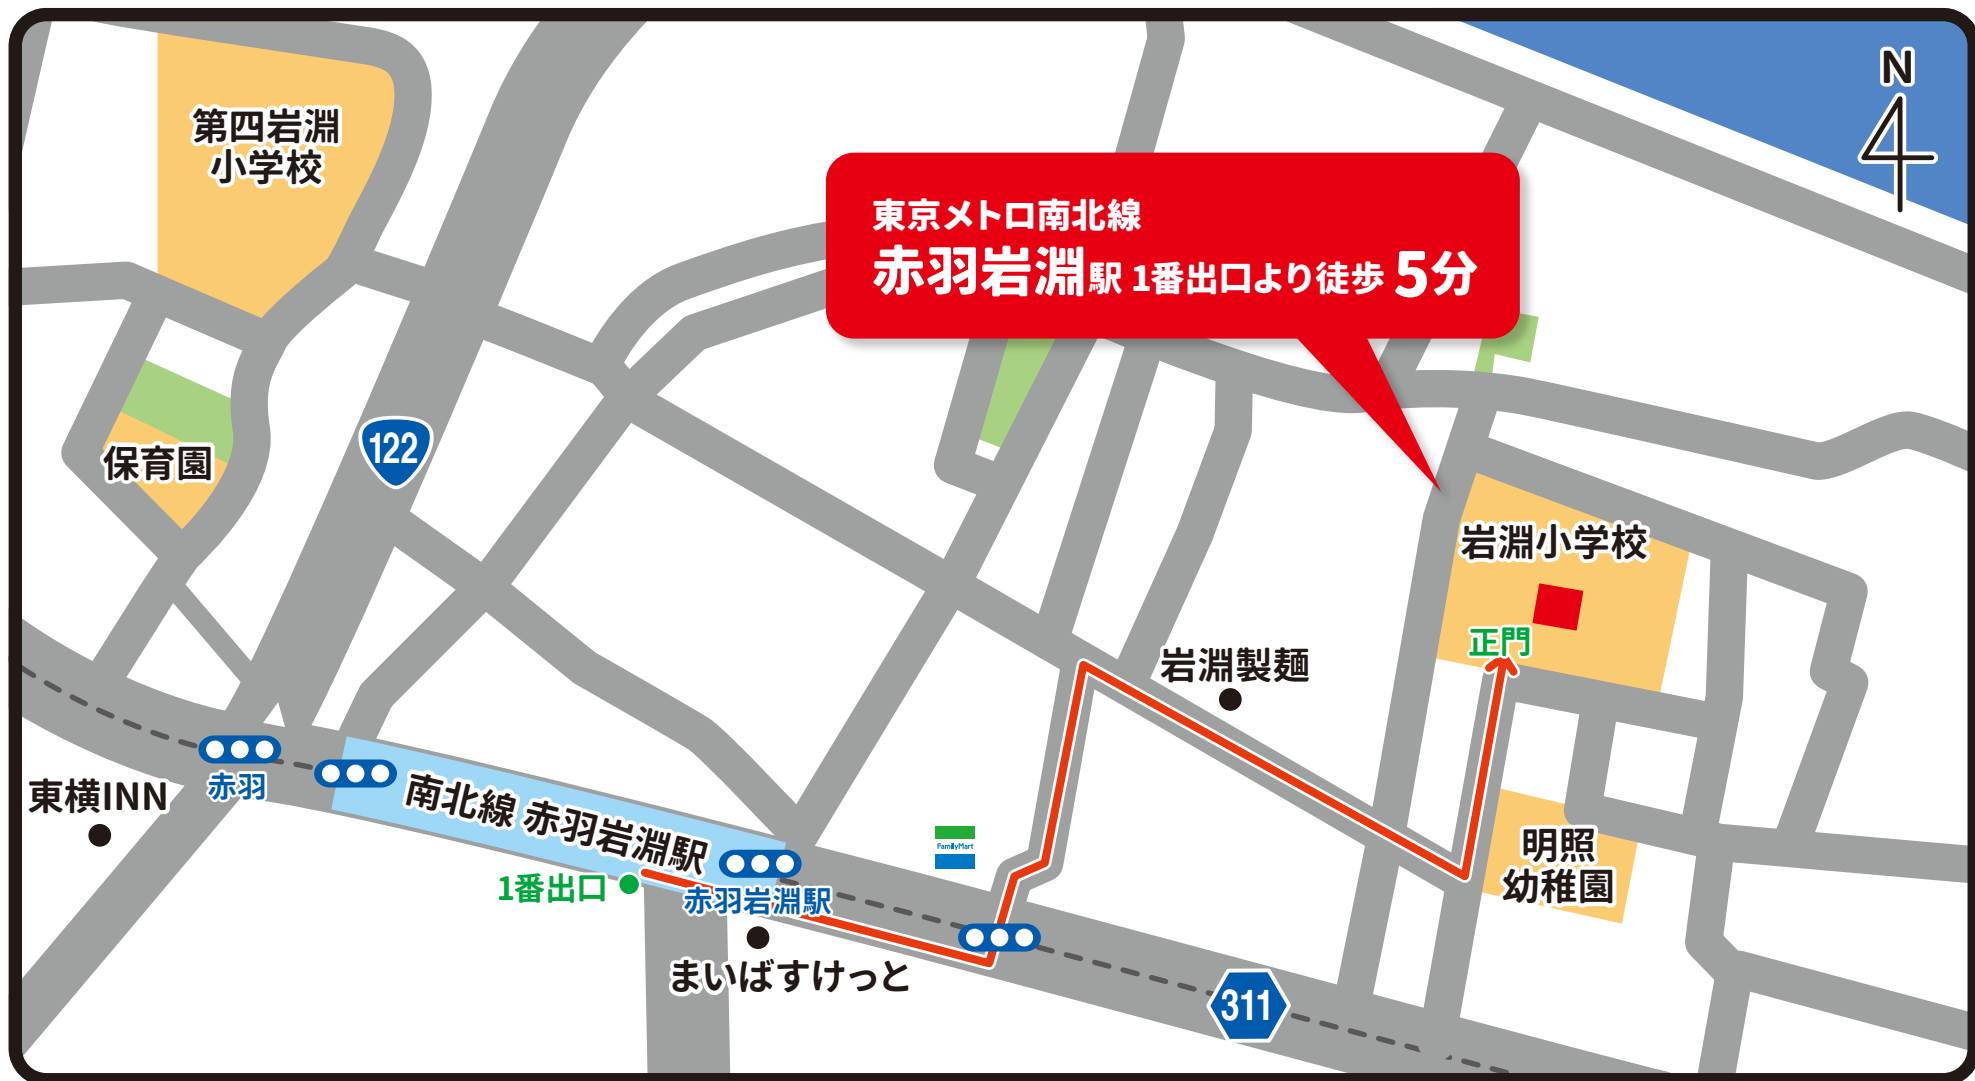 N
第四岩淵
小学校
東京メトロ南北線
赤羽岩淵駅 1番出口より徒歩 5分
保育園
122
岩淵小学校
正門
岩淵製麺
赤羽
東横INN
南北線 赤羽岩淵駅
FamilyMart
明照
幼稚園
1番出口
赤羽岩淵駅
まいばすけっと
311